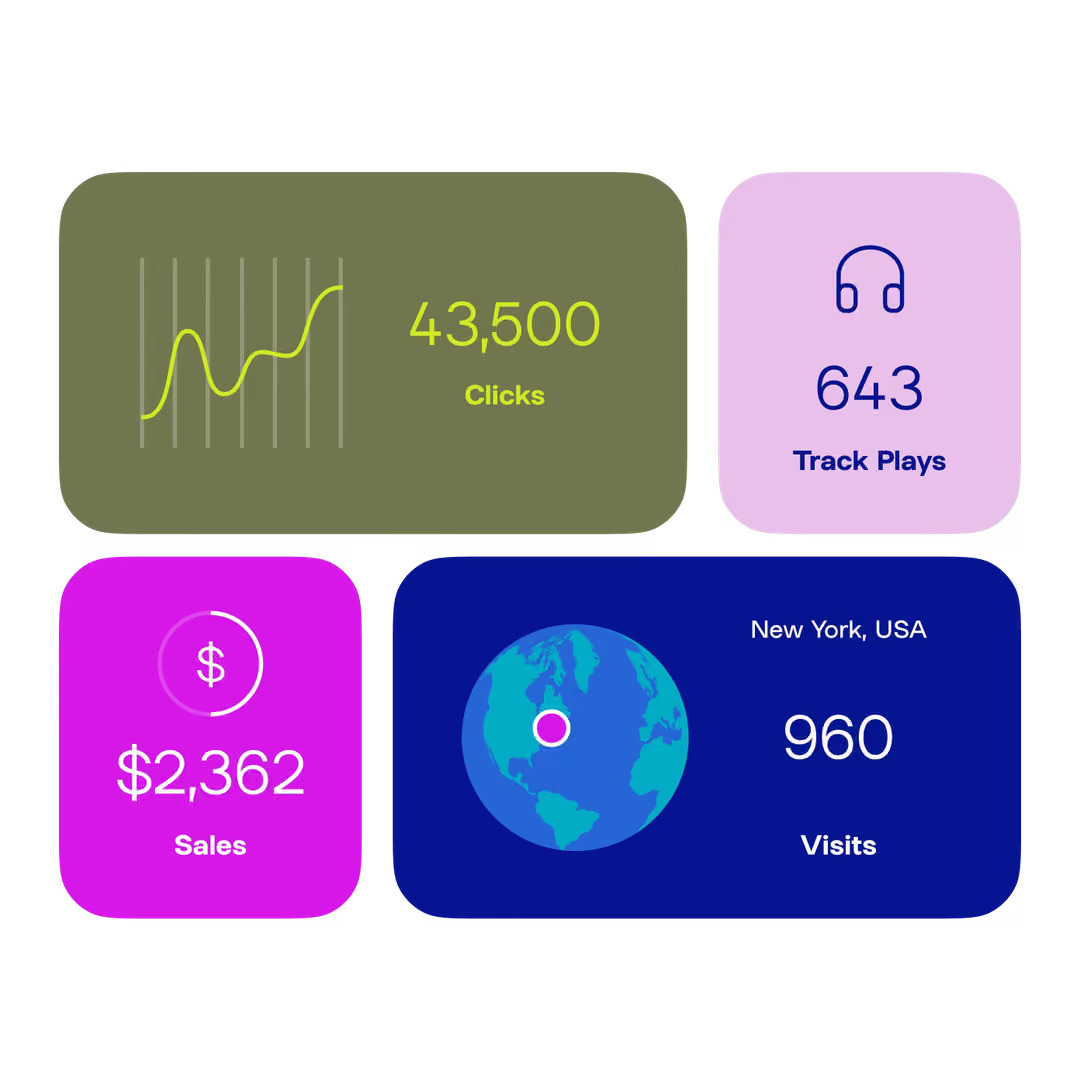 43,500
Clicks
643
Track Plays
$
$2,362
Sales
New York, USA
960
Visits